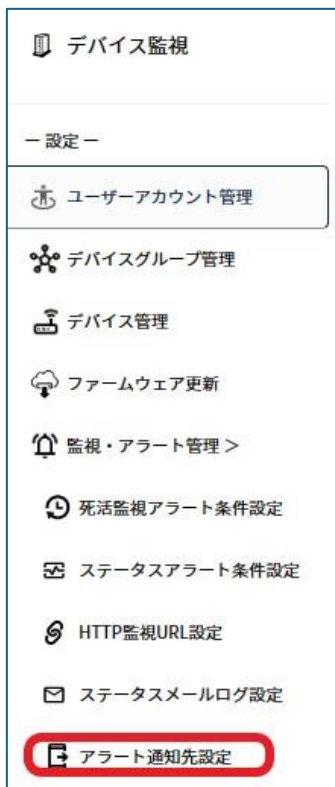 デバイス監視
－ 設定 －
ユーザーアカウント管理
デバイスグループ管理
デバイス管理
ファームウェア更新
監視・アラート管理 >
死活監視アラート条件設定
ステータスアラート条件設定
HTTP監視URL設定
ステータスメールログ設定
アラート通知先設定